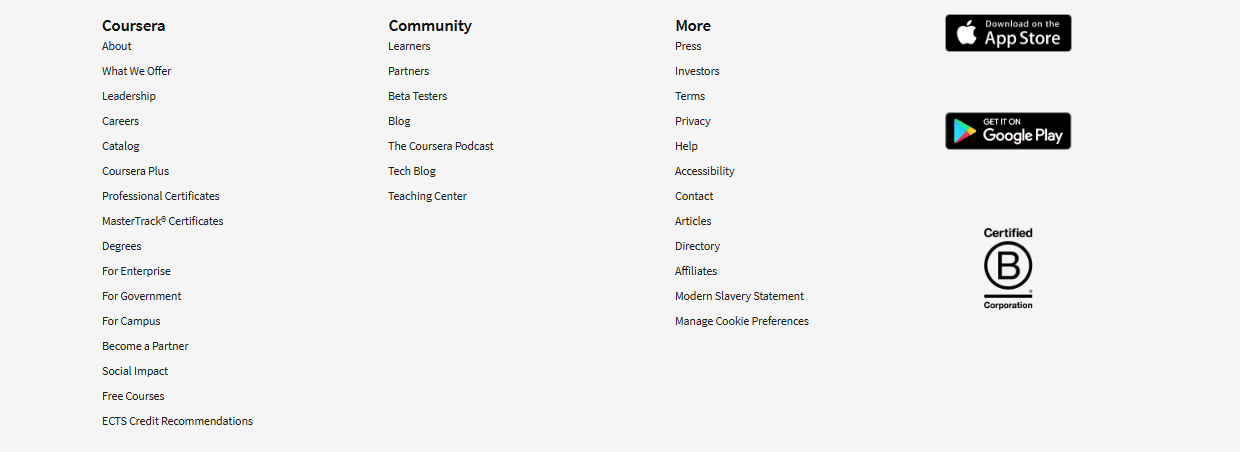 Coursera
About
What We Offer
Leadership
Careers
Catalog
Coursera Plus
Professional Certificates
MasterTrack® Certificates
Degrees
For Enterprise
For Government
For Campus
Become a Partner
Social Impact
Free Courses
ECTS Credit Recommendations
Community
Learners
Partners
Beta Testers
Blog
The Coursera Podcast
Tech Blog
Teaching Center
More
Press
Investors
Terms
Privacy
Help
Accessibility
Contact
Articles
Directory
Affiliates
Modern Slavery Statement
Manage Cookie Preferences
Download on the
App Store
GET IT ON
Google Play
Certified
B
Corporation